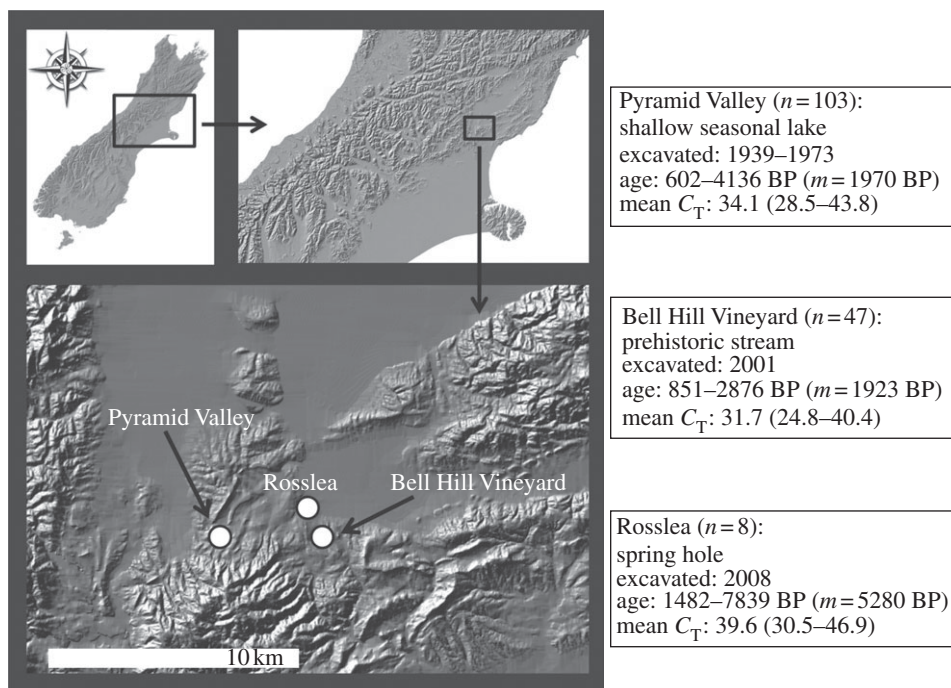 Pyramid Valley
Rosslea
Bell Hill Vineyard
10 km
Pyramid Valley (n = 103):
shallow seasonal lake
excavated: 1939–1973
age: 602–4136 BP (m = 1970 BP)
mean C_T: 34.1 (28.5–43.8)
Bell Hill Vineyard (n = 47):
prehistoric stream
excavated: 2001
age: 851–2876 BP (m = 1923 BP)
mean C_T: 31.7 (24.8–40.4)
Rosslea (n = 8):
spring hole
excavated: 2008
age: 1482–7839 BP (m = 5280 BP)
mean C_T: 39.6 (30.5–46.9)